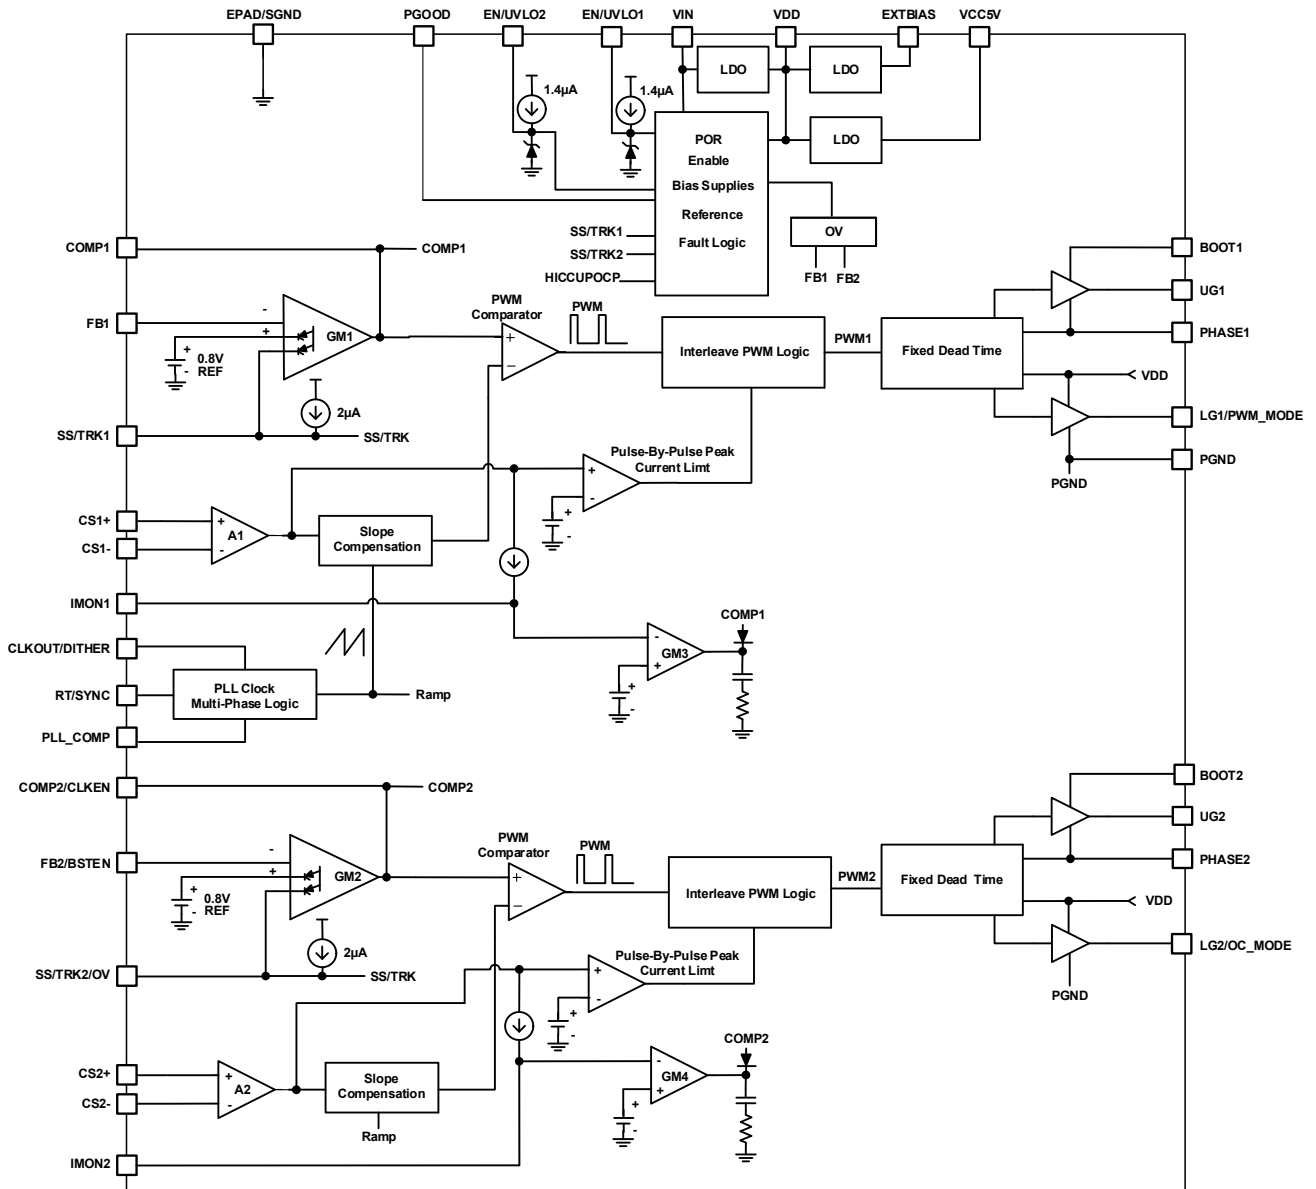 EPAD/SGND
PGOOD
EN/UVLO2
EN/UVLO1
VIN
VDD
EXTBIAS
VCC5V
LDO
LDO
1.4µA
1.4µA
POR
Enable
Bias Supplies
Reference
Fault Logic
LDO
SS/TRK1
SS/TRK2
HICCUPOCP
OV
FB1
FB2
COMP1
COMP1
BOOT1
FB1
-
+
GM1
+
-
0.8V
REF
PWM
Comparator
+
−
PWM
Interleave PWM Logic
PWM1
Fixed Dead Time
UG1
PHASE1
VDD
2µA
SS/TRK1
SS/TRK
LG1/PWM_MODE
PGND
PGND
Pulse-By-Pulse Peak
Current Limt
+
-
+
-
CS1+
CS1-
+
-
A1
Slope
Compensation
IMON1
COMP1
-
+
GM3
+
-
CLKOUT/DITHER
RT/SYNC
PLL_COMP
PLL Clock
Multi-Phase Logic
Ramp
COMP2/CLKEN
COMP2
BOOT2
FB2/BSTEN
-
+
GM2
+
-
0.8V
REF
PWM
Comparator
+
−
PWM
Interleave PWM Logic
PWM2
Fixed Dead Time
UG2
PHASE2
VDD
2µA
SS/TRK2/OV
SS/TRK
LG2/OC_MODE
PGND
Pulse-By-Pulse Peak
Current Limt
+
-
+
-
CS2+
CS2-
+
-
A2
Slope
Compensation
Ramp
COMP2
-
+
GM4
+
-
IMON2